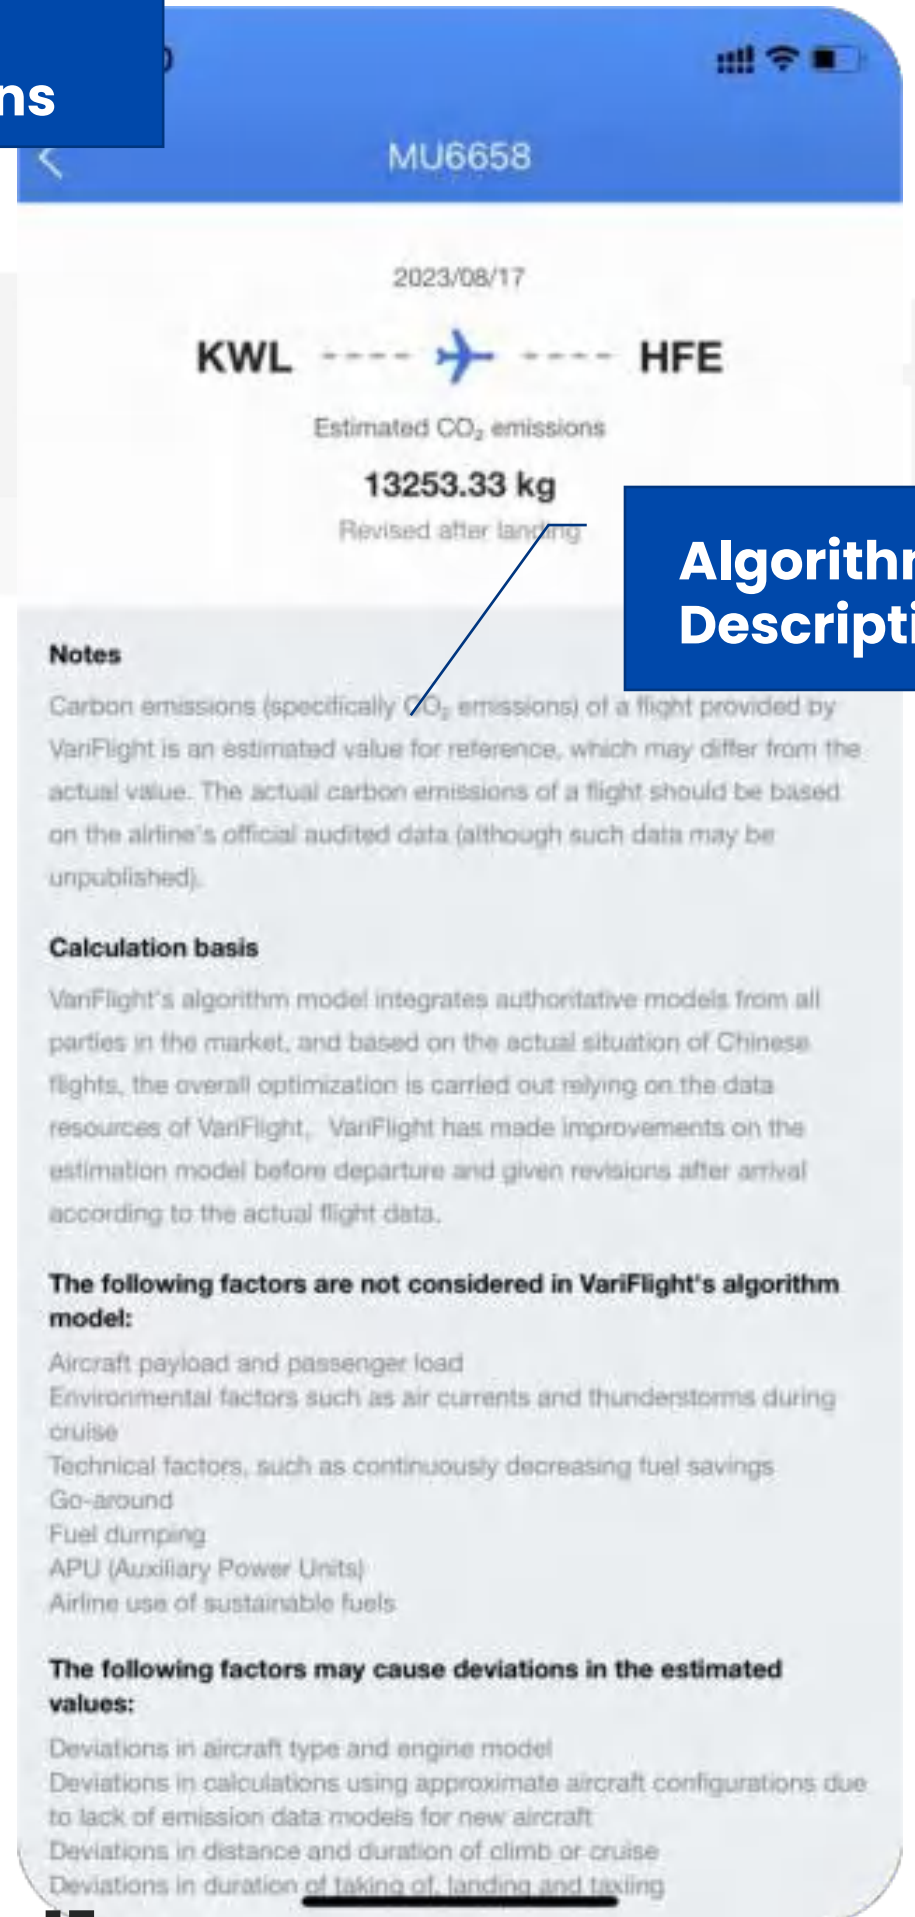 ns
MU6658
2023/08/17
KWL
HFE
Estimated CO₂ emissions
13253.33 kg
Revised after landing
Algorithm
Descripti
Notes
Carbon emissions (specifically CO₂ emissions) of a flight provided by
VariFlight is an estimated value for reference, which may differ from the
actual value. The actual carbon emissions of a flight should be based
on the airline's official audited data (although such data may be
unpublished).
Calculation basis
VariFlight's algorithm model integrates authoritative models from all
parties in the market, and based on the actual situation of Chinese
flights, the overall optimization is carried out relying on the data
resources of VariFlight, VariFlight has made improvements on the
estimation model before departure and given revisions after arrival
according to the actual flight data.
The following factors are not considered in VariFlight's algorithm
model:
Aircraft payload and passenger load
Environmental factors such as air currents and thunderstorms during
cruise
Technical factors, such as continuously decreasing fuel savings
Go-around
Fuel dumping
APU (Auxiliary Power Units)
Airline use of sustainable fuels
The following factors may cause deviations in the estimated
values:
Deviations in aircraft type and engine model
Deviations in calculations using approximate aircraft configurations due
to lack of emission data models for new aircraft
Deviations in distance and duration of climb or cruise
Deviations in duration of taking of, landing and taxiing